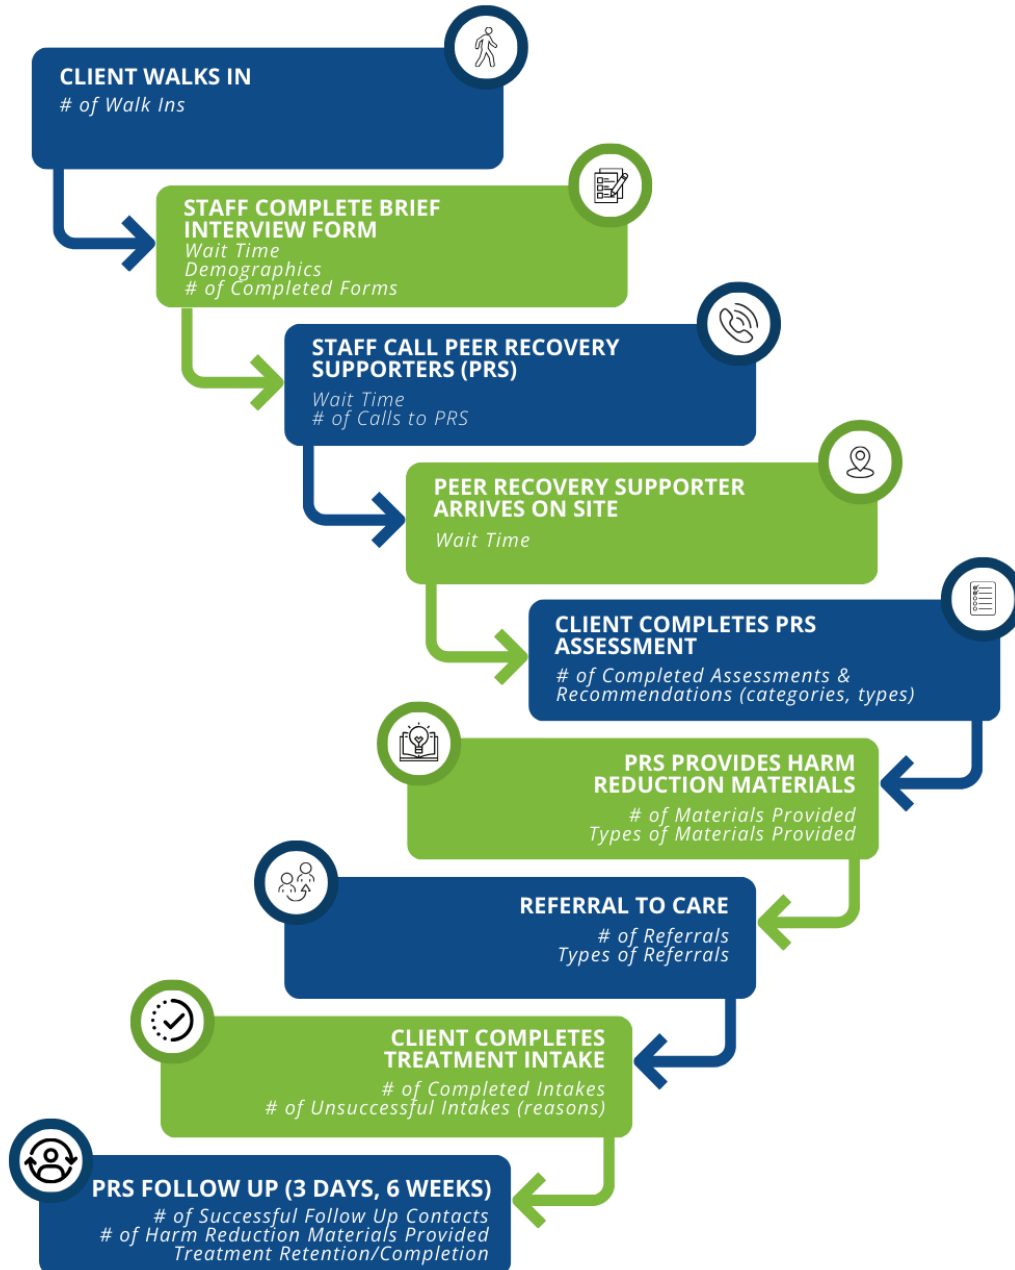 CLIENT WALKS IN
# of Walk Ins
STAFF COMPLETE BRIEF
INTERVIEW FORM
Wait Time
Demographics
# of Completed Forms
STAFF CALL PEER RECOVERY
SUPPORTERS (PRS)
Wait Time
# of Calls to PRS
PEER RECOVERY SUPPORTER
ARRIVES ON SITE
Wait Time
CLIENT COMPLETES PRS
ASSESSMENT
# of Completed Assessments &
Recommendations (categories, types)
PRS PROVIDES HARM
REDUCTION MATERIALS
# of Materials Provided
Types of Materials Provided
REFERRAL TO CARE
# of Referrals
Types of Referrals
CLIENT COMPLETES
TREATMENT INTAKE
# of Completed Intakes
# of Unsuccessful Intakes (reasons)
PRS FOLLOW UP (3 DAYS, 6 WEEKS)
# of Successful Follow Up Contacts
# of Harm Reduction Materials Provided
Treatment Retention/Completion